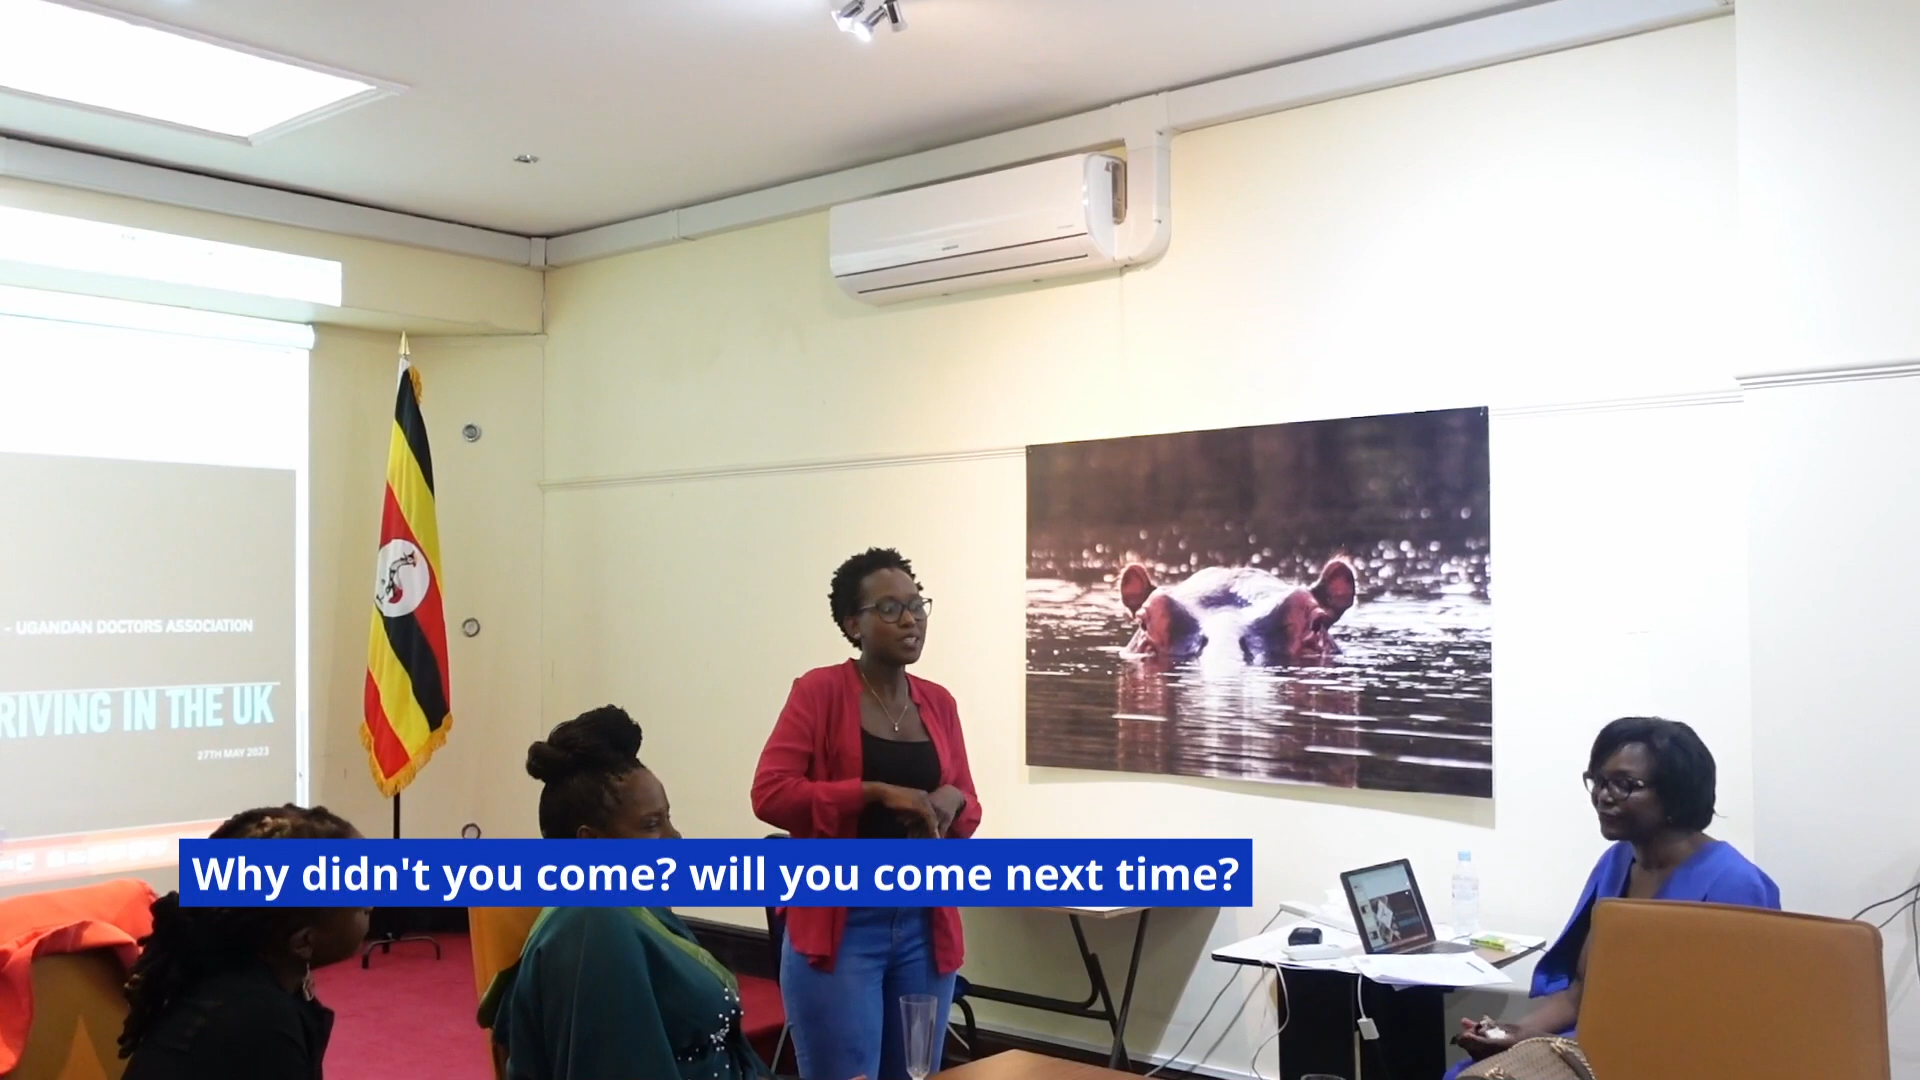 - UGANDAN DOCTORS ASSOCIATION
RIVING IN THE UK
27TH MAY 2023
Why didn't you come? will you come next time?